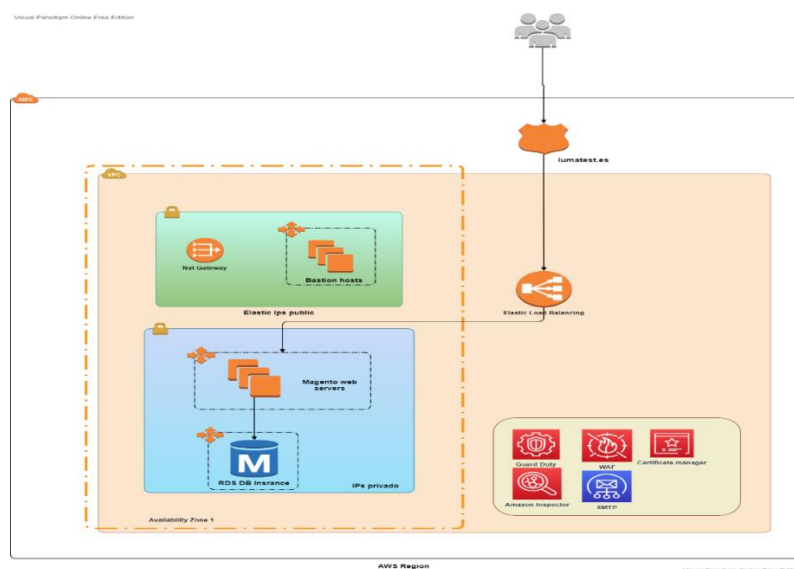 Visual Paradigm Online Free Edition
AWS
lumatest.es
VPC
Nat Gateway
Bastion hosts
Elastic Ips public
Elastic Load Balancing
Magento web
servers
M
RDS DB Insrance
IPs privado
Guard Duty
WAF
Certificate manager
Amazon Inspector
SMTP
Availability Zone 1
AWS Region